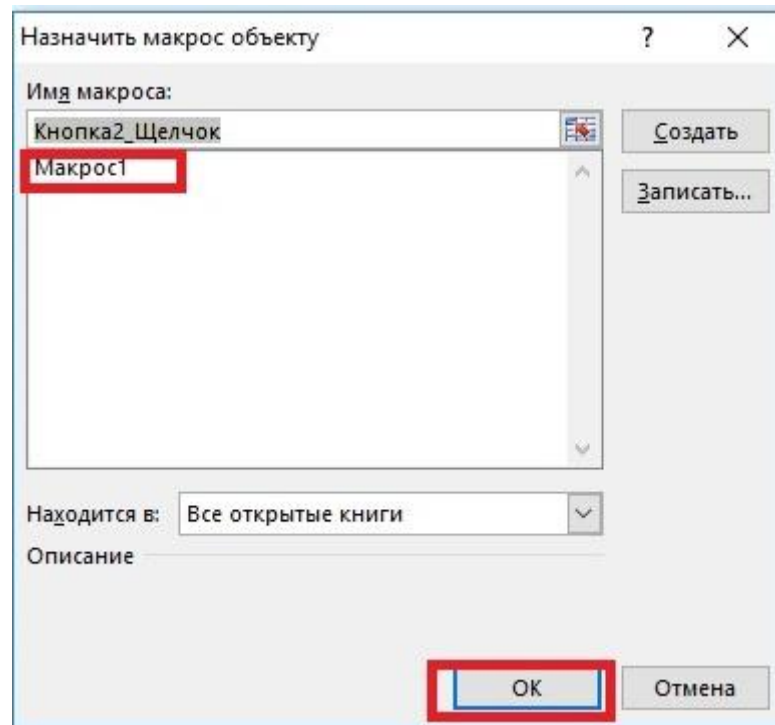 Назначить макрос объекту
?
Имя макроса:
Кнопка2_Щелчок
Создать
Макрос1
Записать...
Находится в:
Все открытые книги
Описание
ОК
Отмена